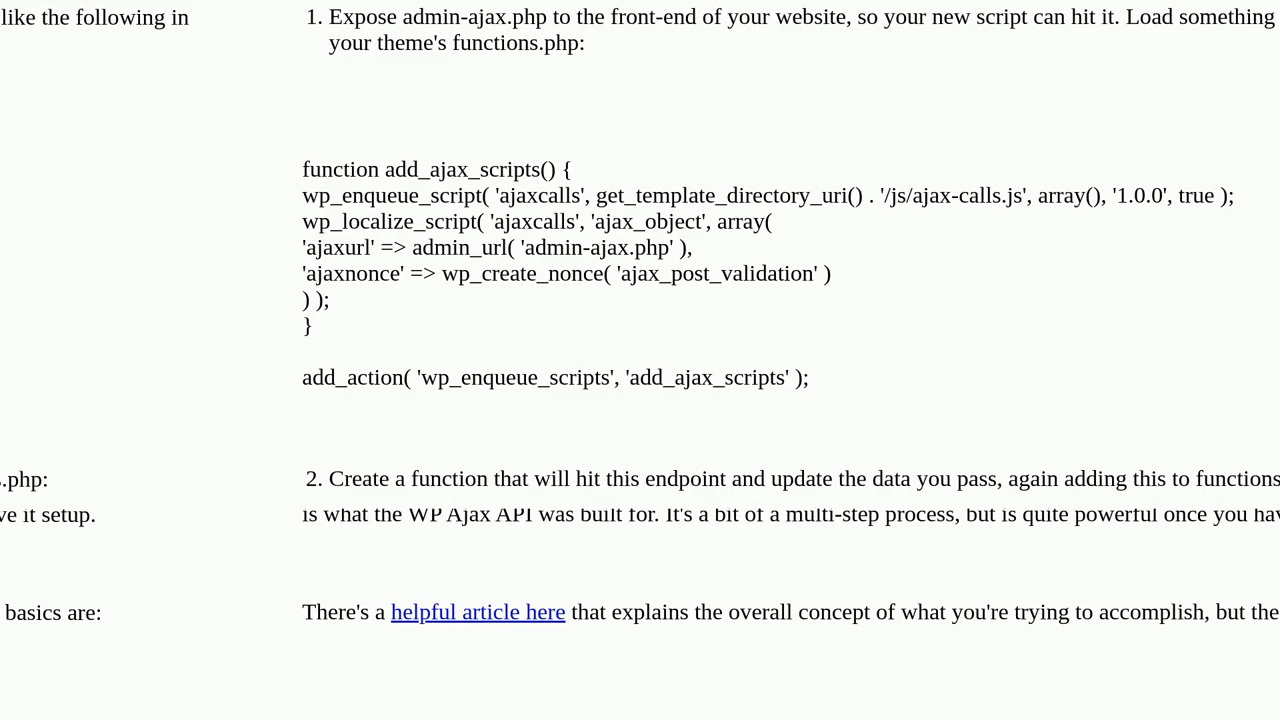 like the following in
1. Expose admin-ajax.php to the front-end of your website, so your new script can hit it. Load something
your theme's functions.php:
function add_ajax_scripts() {
wp_enqueue_script( 'ajaxcalls', get_template_directory_uri() . '/js/ajax-calls.js', array(), '1.0.0', true );
wp_localize_script( 'ajaxcalls', 'ajax_object', array(
'ajaxurl' => admin_url( 'admin-ajax.php' ),
'ajaxnonce' => wp_create_nonce( 'ajax_post_validation' )
) );
}
add_action( 'wp_enqueue_scripts', 'add_ajax_scripts' );
.php:
2. Create a function that will hit this endpoint and update the data you pass, again adding this to functions
ve it setup.
is what the WP Ajax API was built for. It's a bit of a multi-step process, but is quite powerful once you hav
basics are:
There's a helpful article here that explains the overall concept of what you're trying to accomplish, but the